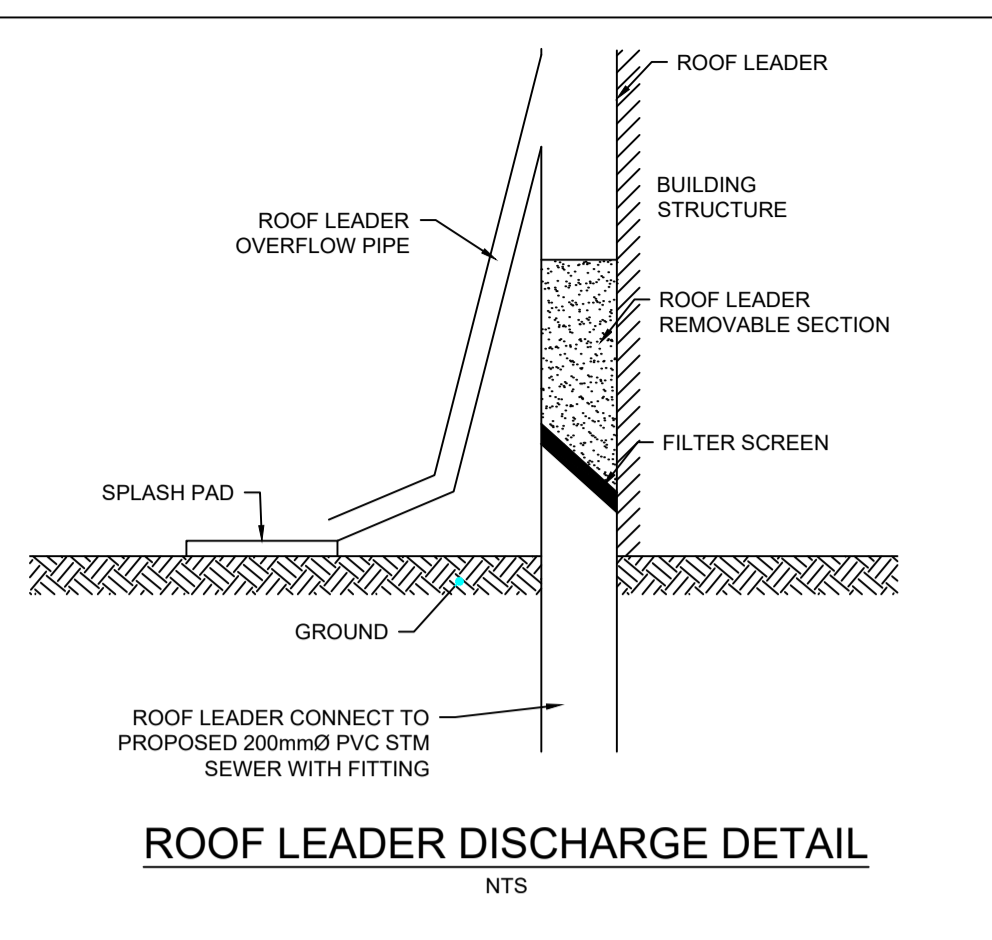 ROOF LEADER
BUILDING
STRUCTURE
ROOF LEADER
OVERFLOW PIPE
ROOF LEADER
REMOVABLE SECTION
FILTER SCREEN
SPLASH PAD
GROUND
ROOF LEADER CONNECT TO
PROPOSED 200mmØ PVC STM
SEWER WITH FITTING
ROOF LEADER DISCHARGE DETAIL
NTS